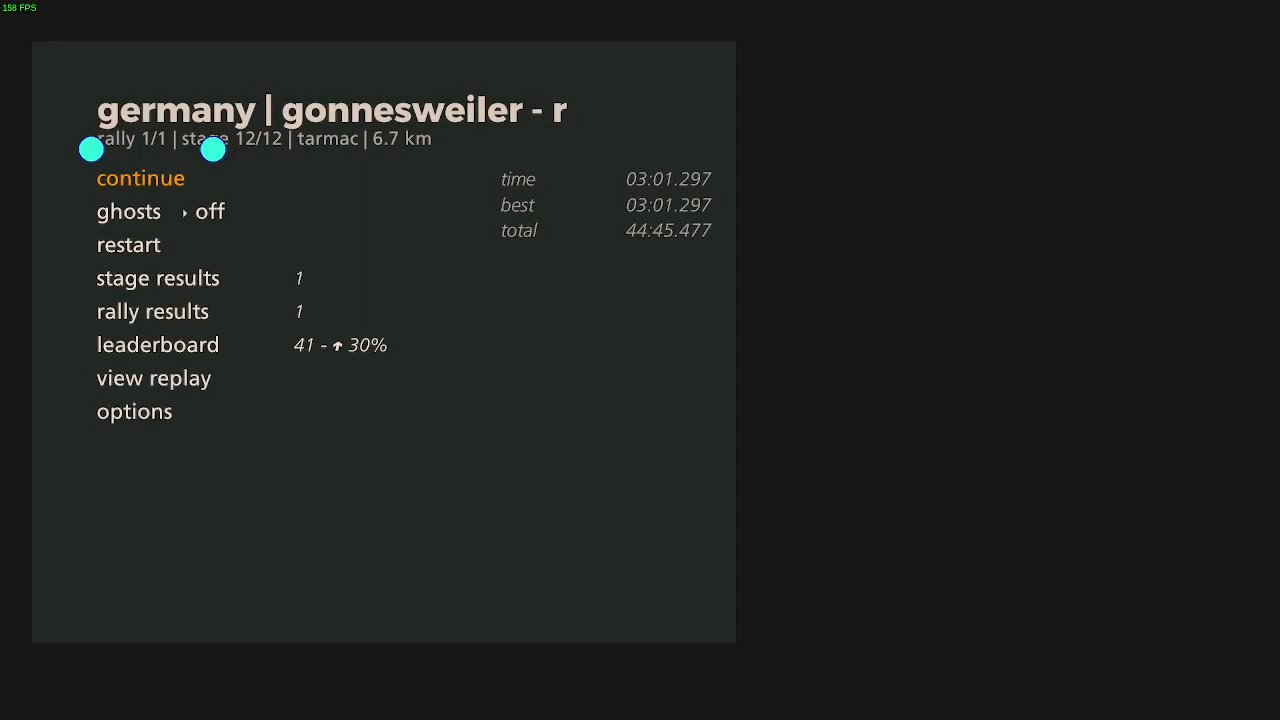 158 FPS
germany | gonnesweiler - r
rally 1/1 | stage 12/12 | tarmac | 6.7 km
continue
time 03:01.297
ghosts ▸ off
best 03:01.297
total 44:45.477
restart
stage results 1
rally results 1
leaderboard 41 - ↑ 30%
view replay
options